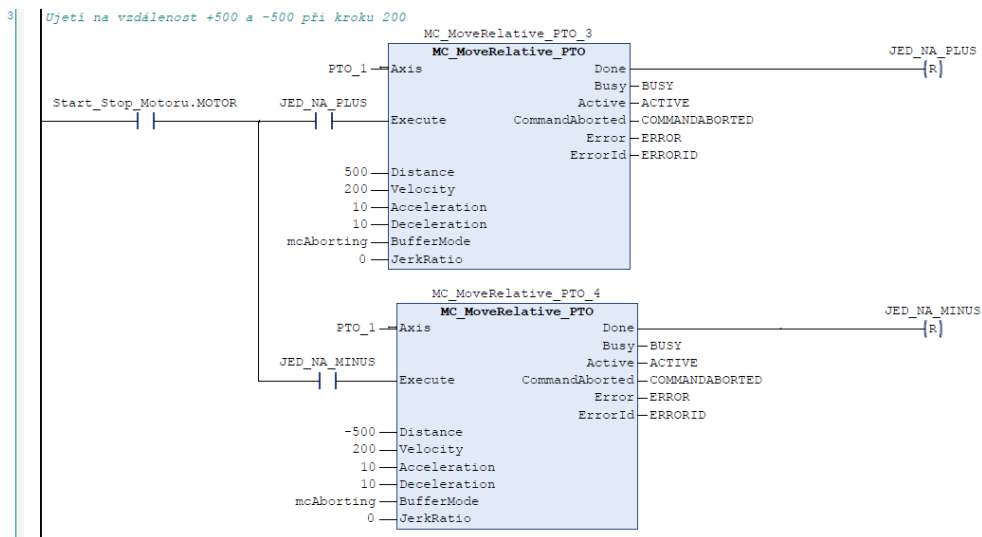 3
Ujetí na vzdálenost +500 a -500 při kroku 200
MC_MoveRelative_PTO_3
MC_MoveRelative_PTO
JED_NA_PLUS
PTO_1 Axis Done R
Busy BUSY
Start_Stop_Motoru.MOTOR JED_NA_PLUS Active ACTIVE
Execute CommandAborted COMMANDABORTED
Error ERROR
ErrorId ERRORID
500 Distance
200 Velocity
10 Acceleration
10 Deceleration
mcAborting BufferMode
0 JerkRatio
MC_MoveRelative_PTO_4
MC_MoveRelative_PTO
JED_NA_MINUS
PTO_1 Axis Done R
Busy BUSY
JED_NA_MINUS Active ACTIVE
Execute CommandAborted COMMANDABORTED
Error ERROR
ErrorId ERRORID
-500 Distance
200 Velocity
10 Acceleration
10 Deceleration
mcAborting BufferMode
0 JerkRatio